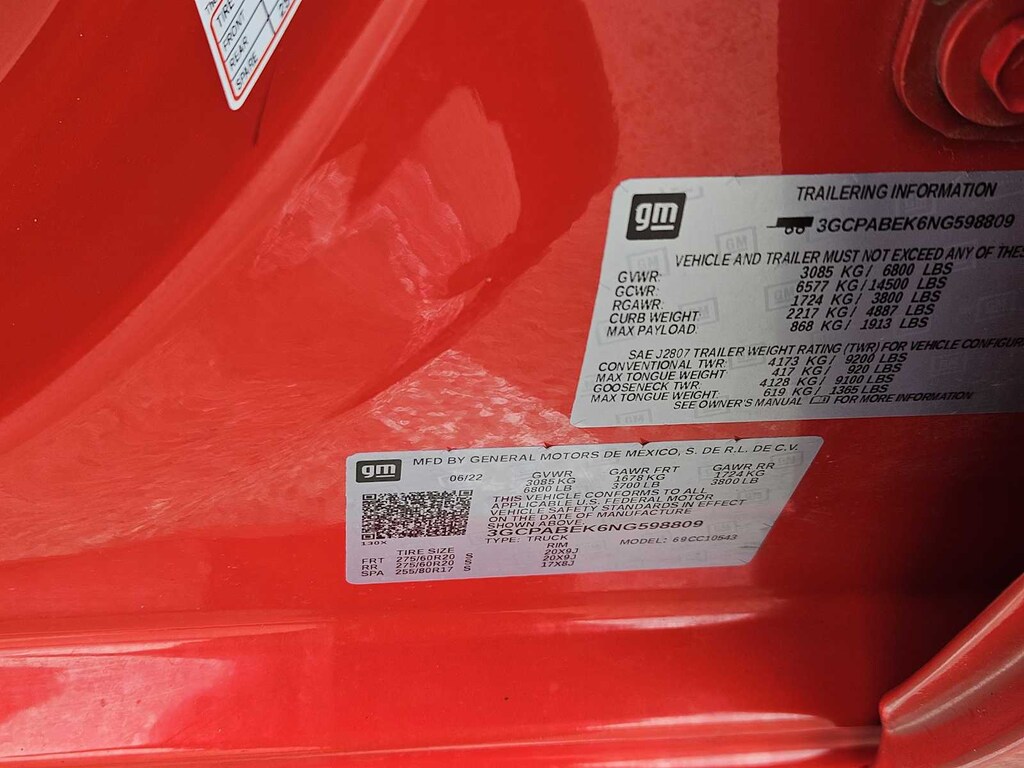 TIRE
FRONT
REAR
SPARE
gm
TRAILERING INFORMATION
3GCPABEK6NG598809
VEHICLE AND TRAILER MUST NOT EXCEED ANY OF
GVWR: 3085 KG / 6800 LBS
GCWR: 6577 KG / 14500 LBS
RGAWR: 1724 KG / 3800 LBS
CURB WEIGHT 2217 KG / 4887 LBS
MAX PAYLOAD: 868 KG / 1913 LBS
SAE J2807 TRAILER WEIGHT RATING (TWR) FOR VEHICLE
CONVENTIONAL TWR: 4173 KG / 9200 LBS
MAX TONGUE WEIGHT 417 KG / 920 LBS
GOOSENECK TWR: 4128 KG / 9100 LBS
MAX TONGUE WEIGHT: 619 KG / 1365 LBS
SEE OWNER'S MANUAL FOR MORE INFORMATION
gm MFD BY GENERAL MOTORS DE MEXICO, S. DE R.L. DE C.V.
06/22 GVWR GAWR FRT GAWR RR
3085 KG 1678 KG 1724 KG
6800 LB 3700 LB 3800 LB
THIS VEHICLE CONFORMS TO ALL
APPLICABLE U.S. FEDERAL MOTOR
VEHICLE SAFETY STANDARDS IN EFFECT
ON THE DATE OF MANUFACTURE
SHOWN ABOVE.
3GCPABEK6NG598809
TYPE: TRUCK MODEL: 69CC10543
130X
TIRE SIZE RIM
FRT 275/60R20 S 20X9J
RR 275/60R20 S 20X9J
SPA 255/80R17 S 17X8J